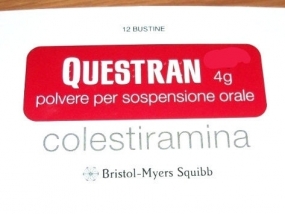 12 BUSTINE
QUESTRAN 4g
polvere per sospensione orale
colestiramina
Bristol-Myers Squibb